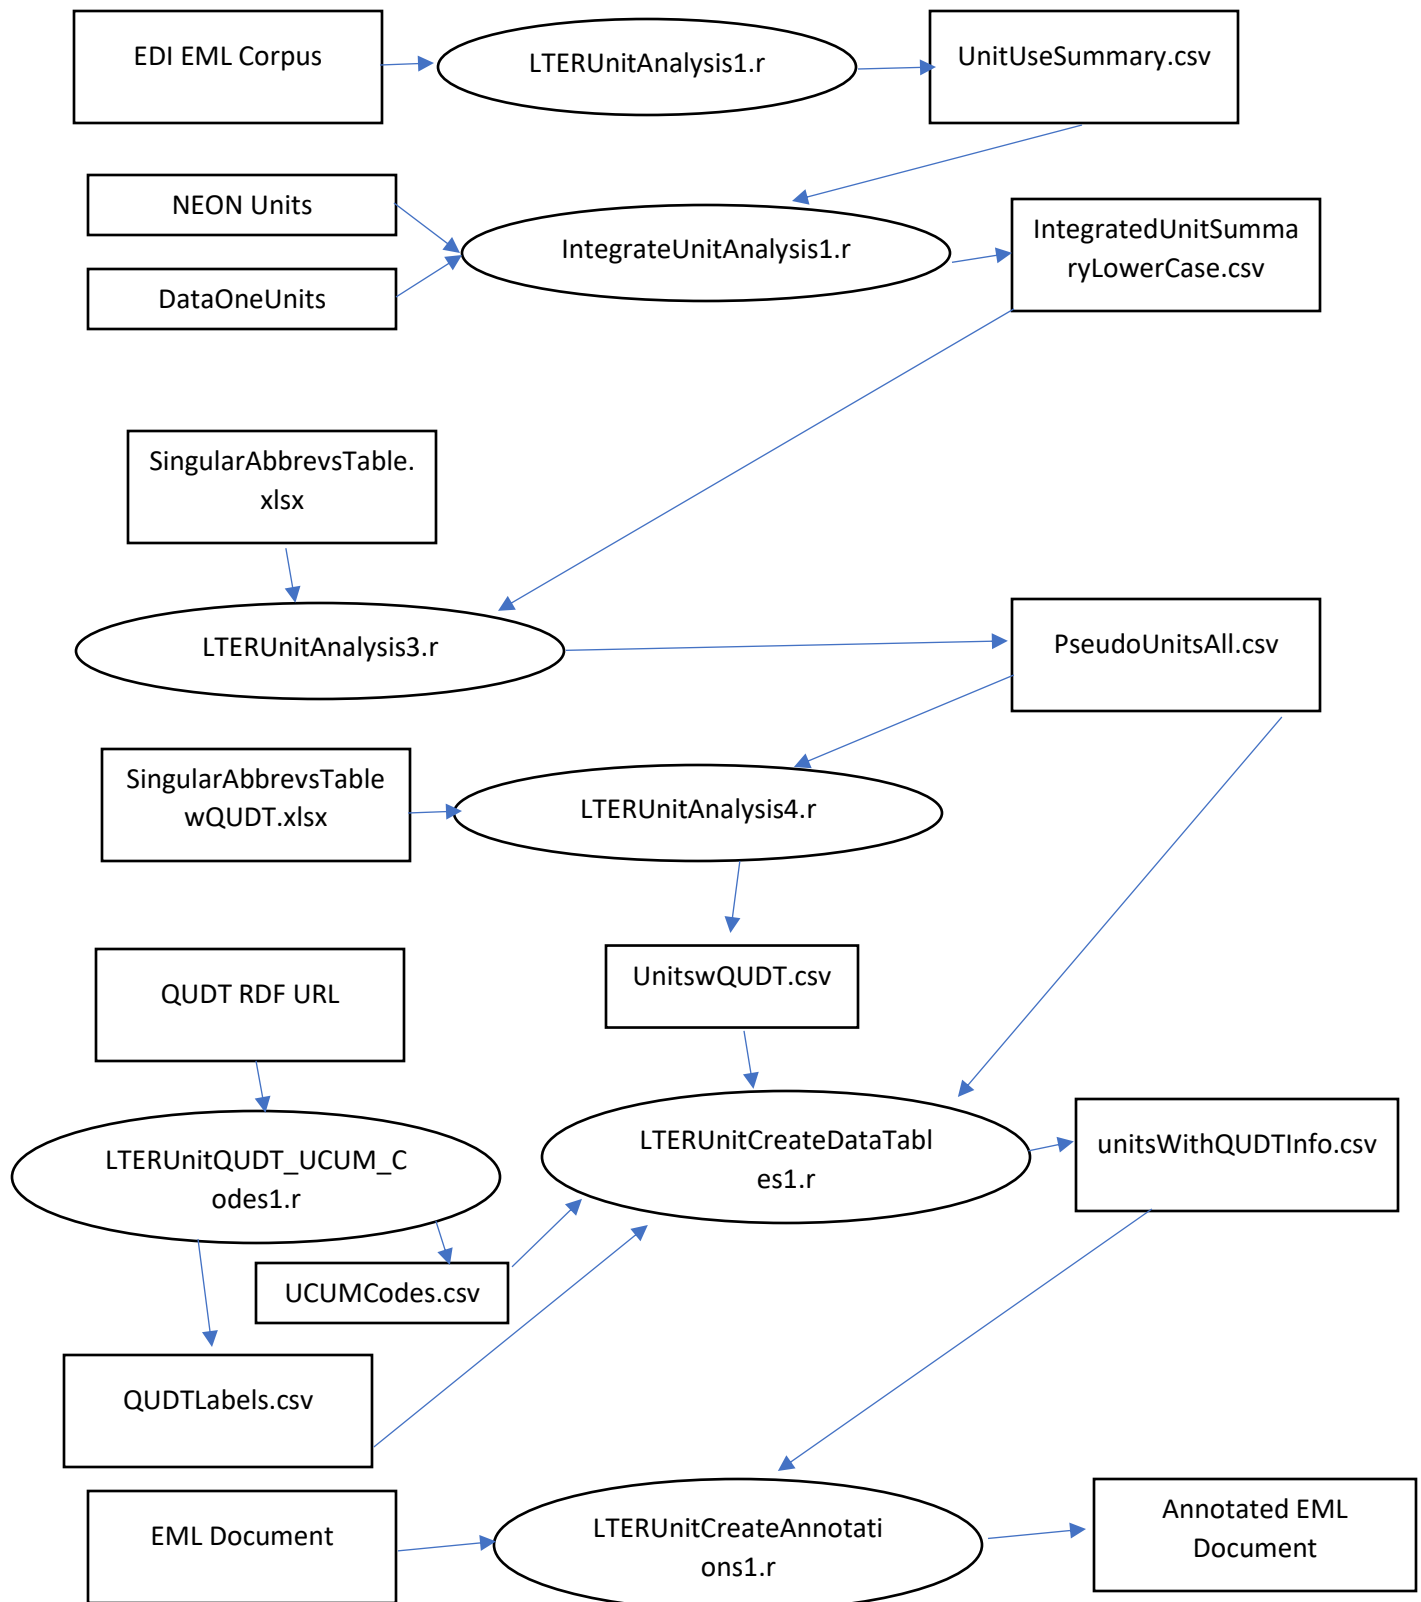 EDI EML Corpus
LTERUnitAnalysis1.r
UnitUseSummary.csv
NEON Units
IntegrateUnitAnalysis1.r
IntegratedUnitSumma
ryLowerCase.csv
DataOneUnits
SingularAbbrevsTable.
xlsx
LTERUnitAnalysis3.r
PseudoUnitsAll.csv
SingularAbbrevsTable
wQUDT.xlsx
LTERUnitAnalysis4.r
UnitswQUDT.csv
QUDT RDF URL
LTERUnitQUDT_UCUM_C
odes1.r
LTERUnitCreateDataTabl
es1.r
unitsWithQUDTInfo.csv
UCUMCodes.csv
QUDTLabels.csv
EML Document
LTERUnitCreateAnnotati
ons1.r
Annotated EML
Document